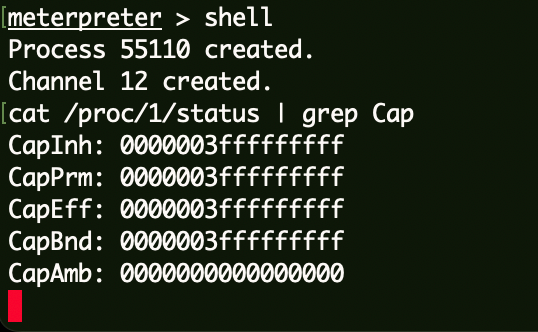 [meterpreter > shell
Process 55110 created.
Channel 12 created.
[cat /proc/1/status | grep Cap
CapInh: 0000003fffffffff
CapPrm: 0000003fffffffff
CapEff: 0000003fffffffff
CapBnd: 0000003fffffffff
CapAmb: 0000000000000000